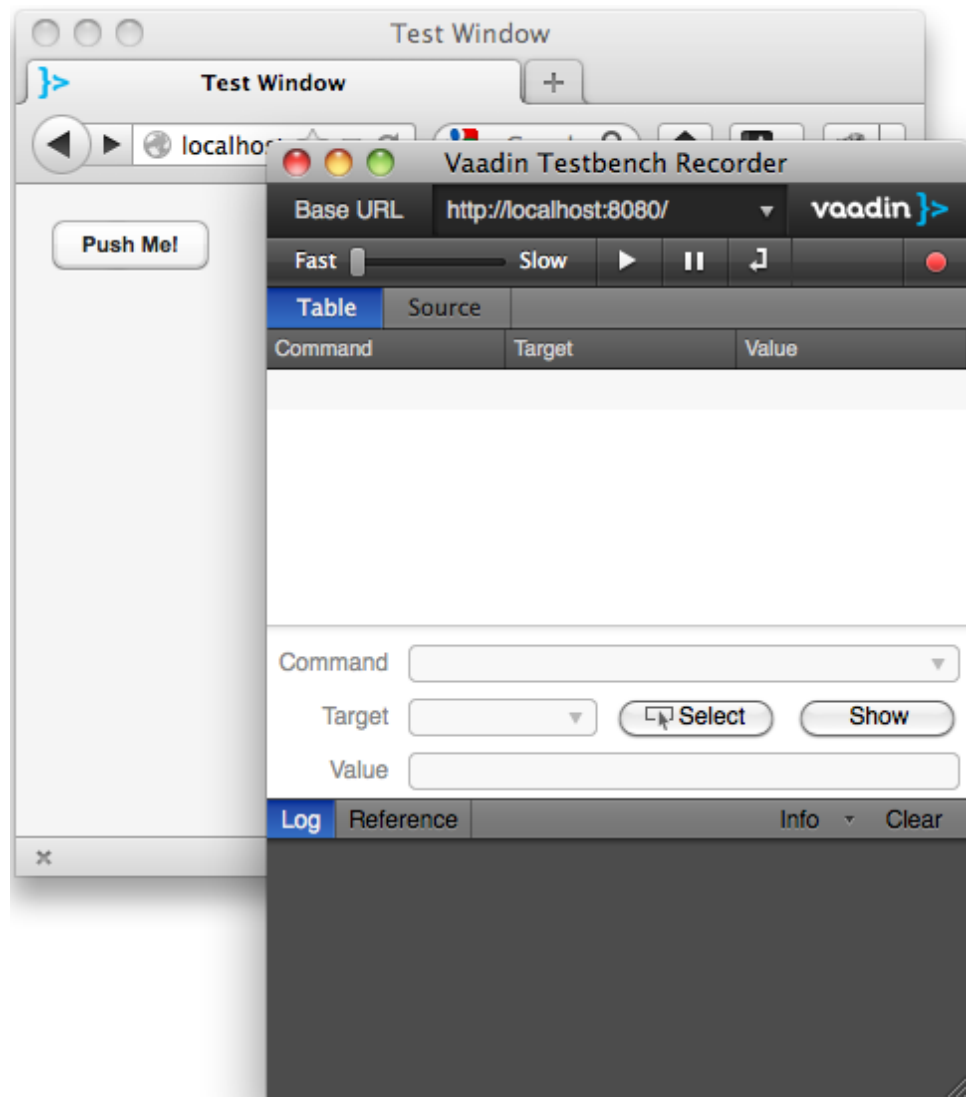 Test Window
Test Window
localhos
Push Me!
Vaadin Testbench Recorder
Base URL http://localhost:8080/ vaadin }>
Fast Slow
Table Source
Command Target Value
Command
Target Select Show
Value
Log Reference Info Clear